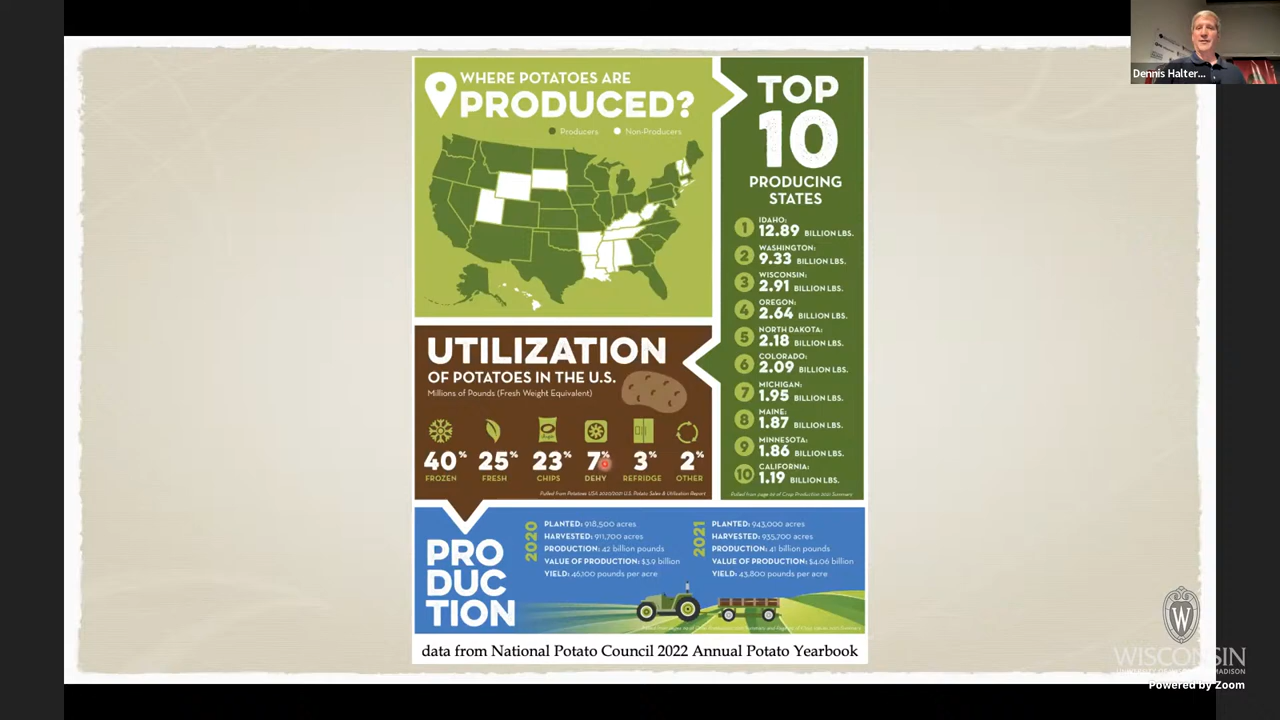 Dennis Halter...
WHERE POTATOES ARE
PRODUCED?
Producers
Non-Producers
TOP
10
PRODUCING
STATES
1
IDAHO:
12.89 BILLION LBS.
2
WASHINGTON:
9.33 BILLION LBS.
3
WISCONSIN:
2.91 BILLION LBS.
4
OREGON:
2.64 BILLION LBS.
5
NORTH DAKOTA:
2.18 BILLION LBS.
6
COLORADO:
2.09 BILLION LBS.
7
MICHIGAN:
1.95 BILLION LBS.
8
MAINE:
1.87 BILLION LBS.
9
MINNESOTA:
1.86 BILLION LBS.
10
CALIFORNIA:
1.19 BILLION LBS.
UTILIZATION
OF POTATOES IN THE U.S.
Millions of Pounds (Fresh Weight Equivalent)
40%
FROZEN
25%
FRESH
23%
CHIPS
7%
DEHY
3%
REFRIDGE
2%
OTHER
PRO
DUC
TION
2020
PLANTED: 918,500 acres
HARVESTED: 911,700 acres
PRODUCTION: 42 billion pounds
VALUE OF PRODUCTION: $3.9 billion
YIELD: 46,100 pounds per acre
2021
PLANTED: 943,000 acres
HARVESTED: 935,700 acres
PRODUCTION: 41 billion pounds
VALUE OF PRODUCTION: $4.06 billion
YIELD: 43,800 pounds per acre
data from National Potato Council 2022 Annual Potato Yearbook
W
WISCONSIN
Powered by Zoom